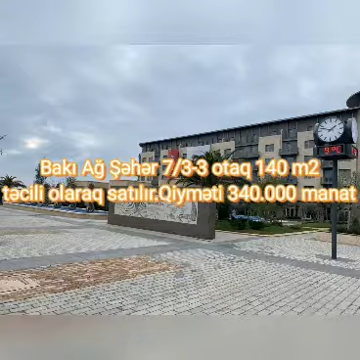 Bakı Ağ Şəhər 7/3-3 otaq 140 m2
təcili olaraq satılır.Qiyməti 340.000 manat